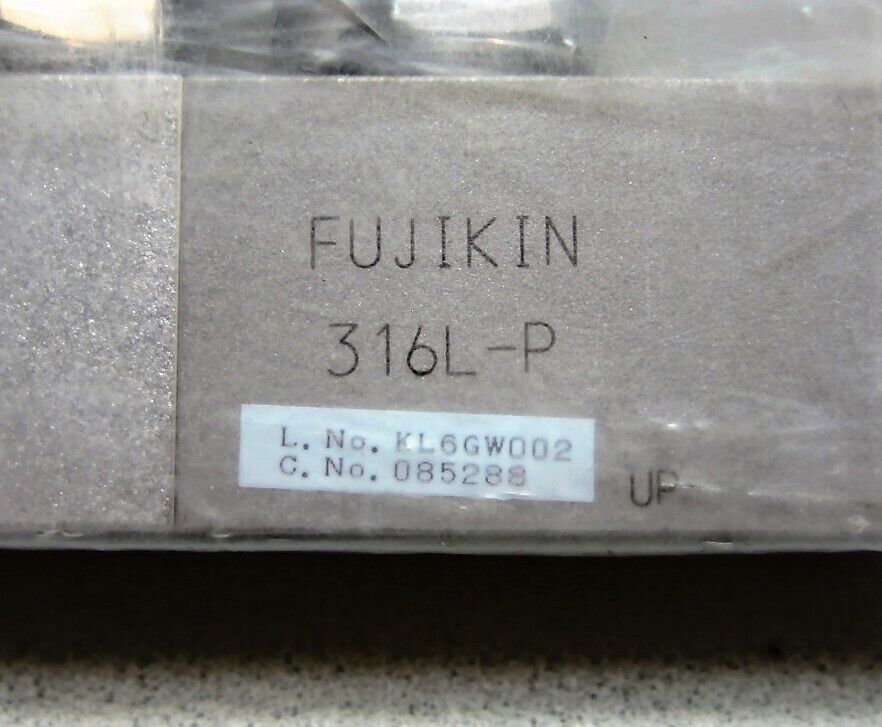 FUJIKIN
316L-P
L. No. KL6GW002
C. No. 085288
UP